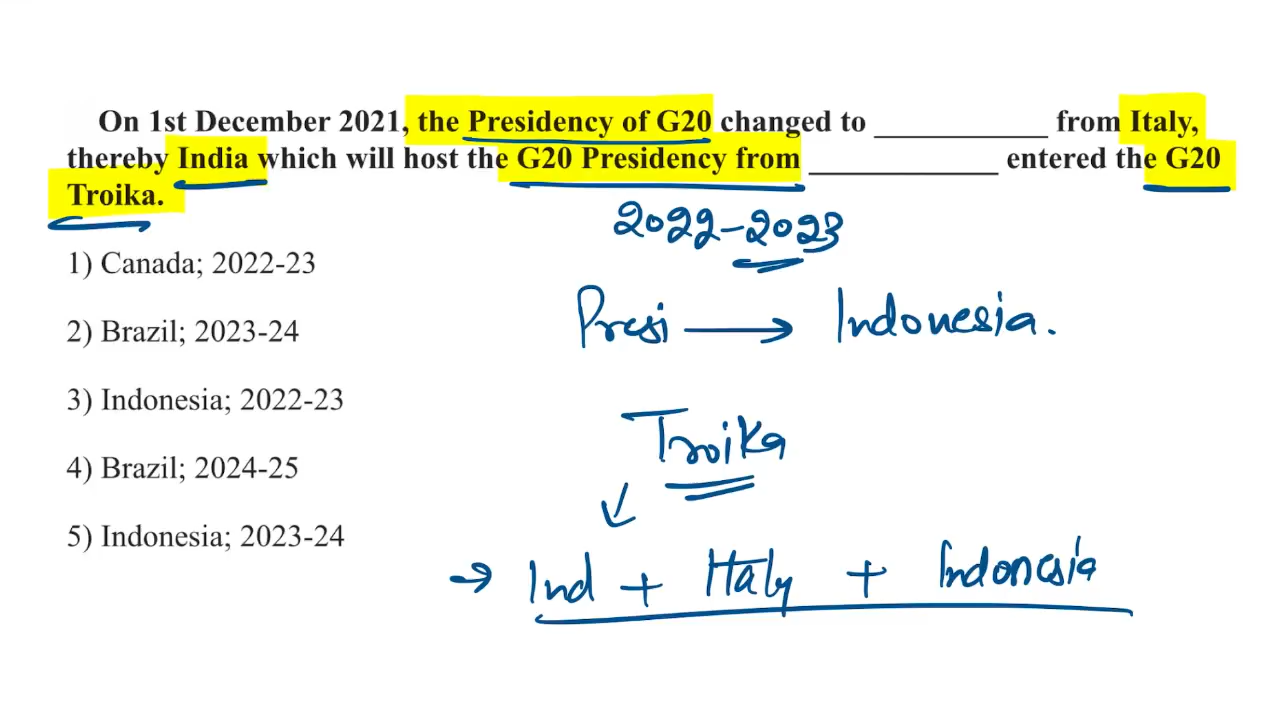 On 1st December 2021, the Presidency of G20 changed to ____________ from Italy,
thereby India which will host the G20 Presidency from _____________ entered the G20
Troika.
2022-2023
1) Canada; 2022-23
Presi → Indonesia.
2) Brazil; 2023-24
3) Indonesia; 2022-23
Troika
4) Brazil; 2024-25
5) Indonesia; 2023-24
→ Ind + Italy + Indonesia